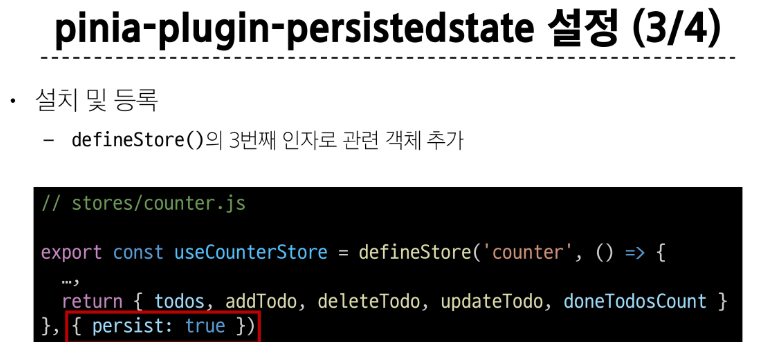 pinia-plugin-persistedstate 설정 (3/4)
• 설치 및 등록
– defineStore()의 3번째 인자로 관련 객체 추가
// stores/counter.js
export const useCounterStore = defineStore('counter', () => {
…,
return { todos, addTodo, deleteTodo, updateTodo, doneTodosCount }
}, { persist: true })